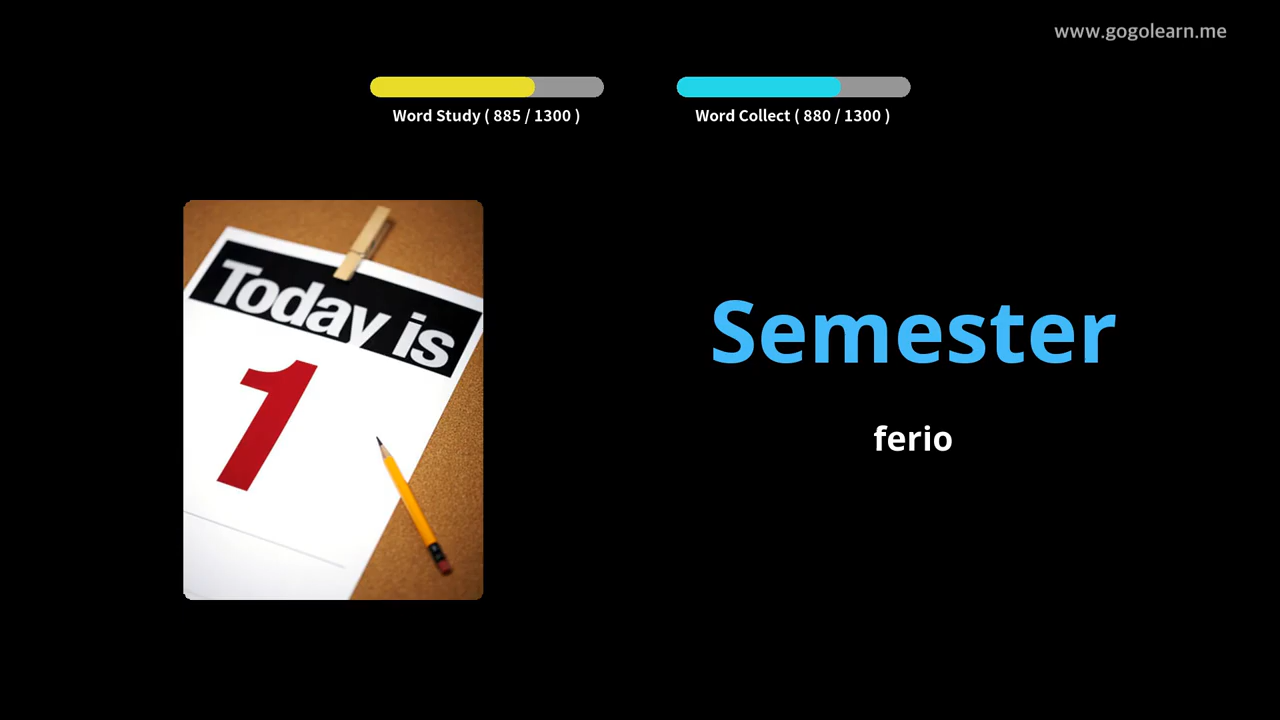 www.gogolearn.me
Word Study ( 885 / 1300 )
Word Collect ( 880 / 1300 )
Today is
1
Semester
ferio